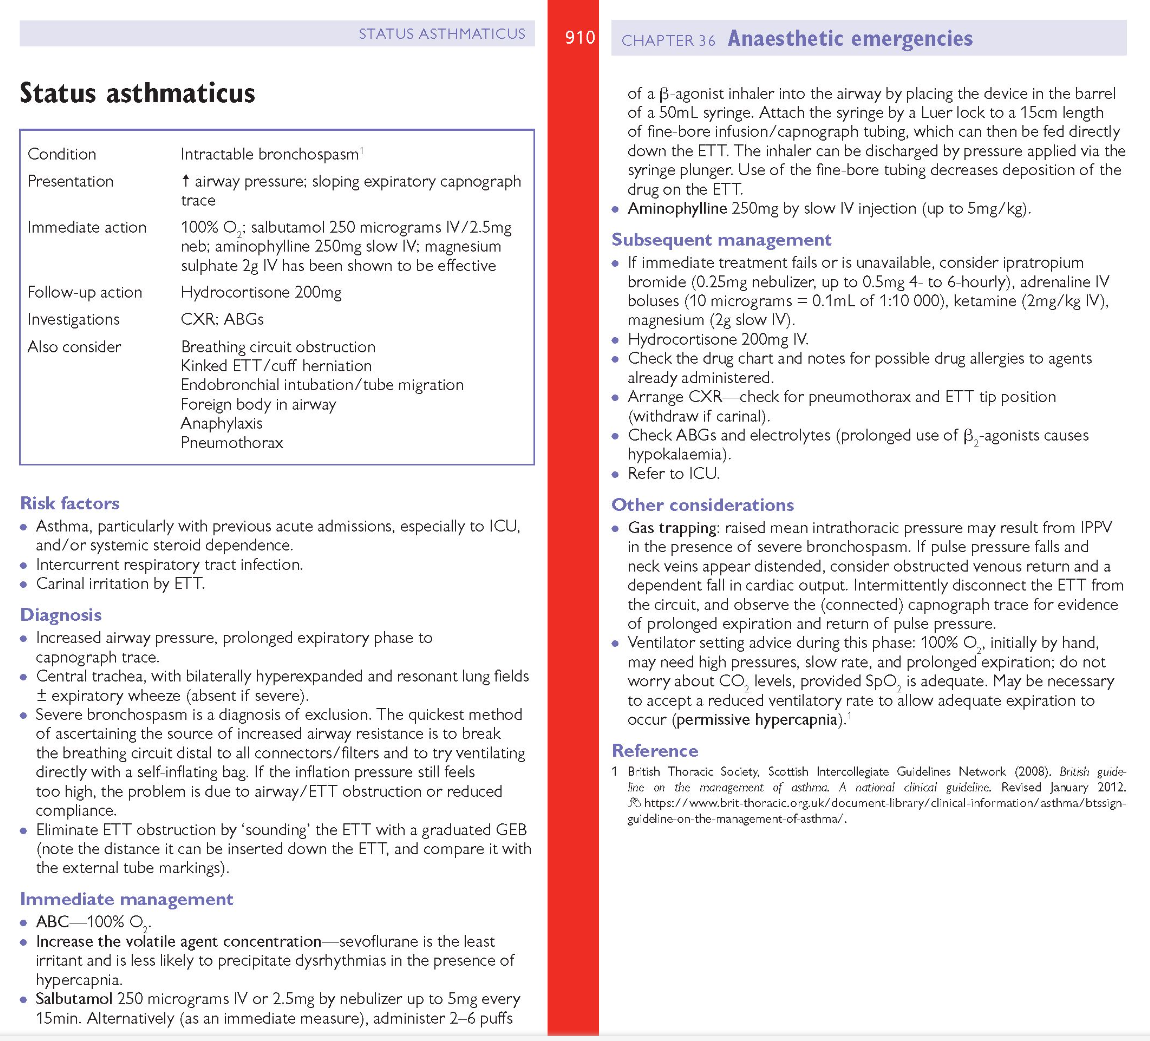 STATUS ASTHMATICUS
Status asthmaticus
Condition Intractable bronchospasm¹
Presentation ↑ airway pressure; sloping expiratory capnograph
trace
Immediate action 100% O₂; salbutamol 250 micrograms IV/2.5mg
neb; aminophylline 250mg slow IV; magnesium
sulphate 2g IV has been shown to be effective
Follow-up action Hydrocortisone 200mg
Investigations CXR; ABGs
Also consider Breathing circuit obstruction
Kinked ETT/cuff herniation
Endobronchial intubation/tube migration
Foreign body in airway
Anaphylaxis
Pneumothorax
Risk factors
• Asthma, particularly with previous acute admissions, especially to ICU,
and/or systemic steroid dependence.
• Intercurrent respiratory tract infection.
• Carinal irritation by ETT.
Diagnosis
• Increased airway pressure, prolonged expiratory phase to
capnograph trace.
• Central trachea, with bilaterally hyperexpanded and resonant lung fields
± expiratory wheeze (absent if severe).
• Severe bronchospasm is a diagnosis of exclusion. The quickest method
of ascertaining the source of increased airway resistance is to break
the breathing circuit distal to all connectors/filters and to try ventilating
directly with a self-inflating bag. If the inflation pressure still feels
too high, the problem is due to airway/ETT obstruction or reduced
compliance.
• Eliminate ETT obstruction by ‘sounding’ the ETT with a graduated GEB
(note the distance it can be inserted down the ETT, and compare it with
the external tube markings).
Immediate management
• ABC—100% O₂.
• Increase the volatile agent concentration—sevoflurane is the least
irritant and is less likely to precipitate dysrhythmias in the presence of
hypercapnia.
• Salbutamol 250 micrograms IV or 2.5mg by nebulizer up to 5mg every
15min. Alternatively (as an immediate measure), administer 2–6 puffs
910 CHAPTER 36 Anaesthetic emergencies
of a β-agonist inhaler into the airway by placing the device in the barrel
of a 50mL syringe. Attach the syringe by a Luer lock to a 15cm length
of fine-bore infusion/capnograph tubing, which can then be fed directly
down the ETT. The inhaler can be discharged by pressure applied via the
syringe plunger. Use of the fine-bore tubing decreases deposition of the
drug on the ETT.
• Aminophylline 250mg by slow IV injection (up to 5mg/kg).
Subsequent management
• If immediate treatment fails or is unavailable, consider ipratropium
bromide (0.25mg nebulizer, up to 0.5mg 4- to 6-hourly), adrenaline IV
boluses (10 micrograms = 0.1mL of 1:10 000), ketamine (2mg/kg IV),
magnesium (2g slow IV).
• Hydrocortisone 200mg IV.
• Check the drug chart and notes for possible drug allergies to agents
already administered.
• Arrange CXR—check for pneumothorax and ETT tip position
(withdraw if carinal).
• Check ABGs and electrolytes (prolonged use of β₂-agonists causes
hypokalaemia).
• Refer to ICU.
Other considerations
• Gas trapping: raised mean intrathoracic pressure may result from IPPV
in the presence of severe bronchospasm. If pulse pressure falls and
neck veins appear distended, consider obstructed venous return and a
dependent fall in cardiac output. Intermittently disconnect the ETT from
the circuit, and observe the (connected) capnograph trace for evidence
of prolonged expiration and return of pulse pressure.
• Ventilator setting advice during this phase: 100% O₂, initially by hand,
may need high pressures, slow rate, and prolonged expiration; do not
worry about CO₂ levels, provided SpO₂ is adequate. May be necessary
to accept a reduced ventilatory rate to allow adequate expiration to
occur (permissive hypercapnia).¹
Reference
1 British Thoracic Society, Scottish Intercollegiate Guidelines Network (2008). British guide-
line on the management of asthma. A national clinical guideline. Revised January 2012.
https://www.brit-thoracic.org.uk/document-library/clinical-information/asthma/btssign-
guideline-on-the-management-of-asthma/.